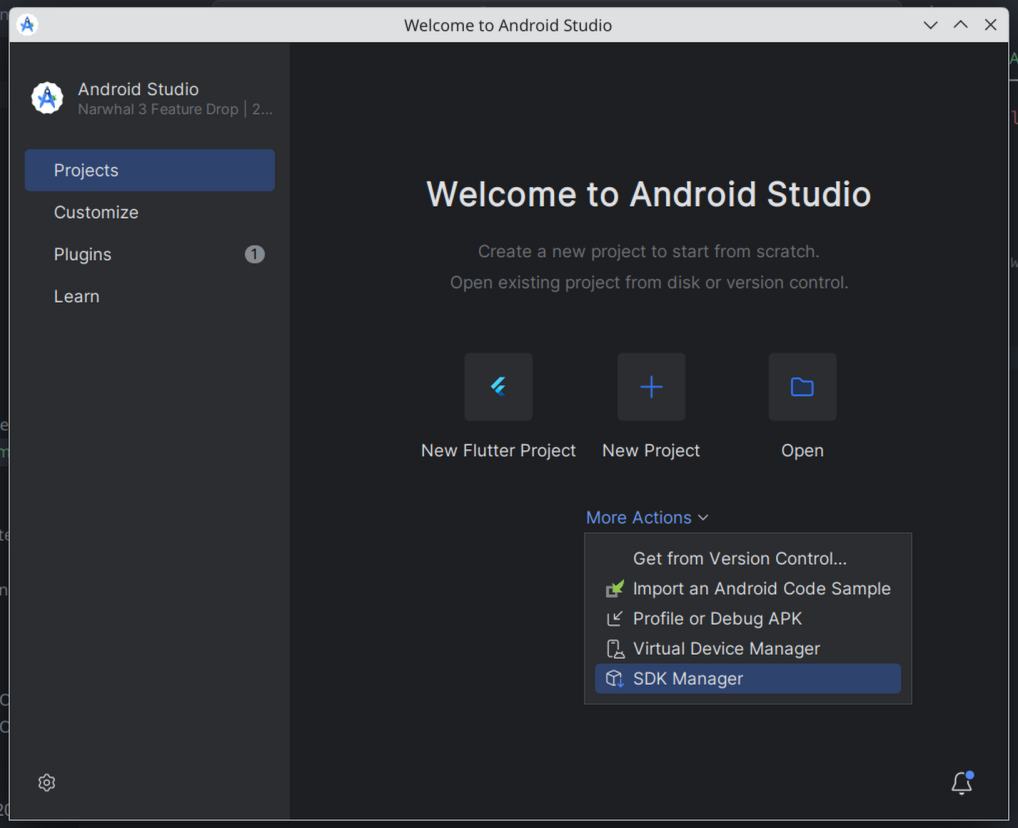 Welcome to Android Studio
Android Studio
Narwhal 3 Feature Drop | 2...
Projects
Customize
Plugins
1
Learn
Welcome to Android Studio
Create a new project to start from scratch.
Open existing project from disk or version control.
New Flutter Project
New Project
Open
More Actions
Get from Version Control...
Import an Android Code Sample
Profile or Debug APK
Virtual Device Manager
SDK Manager